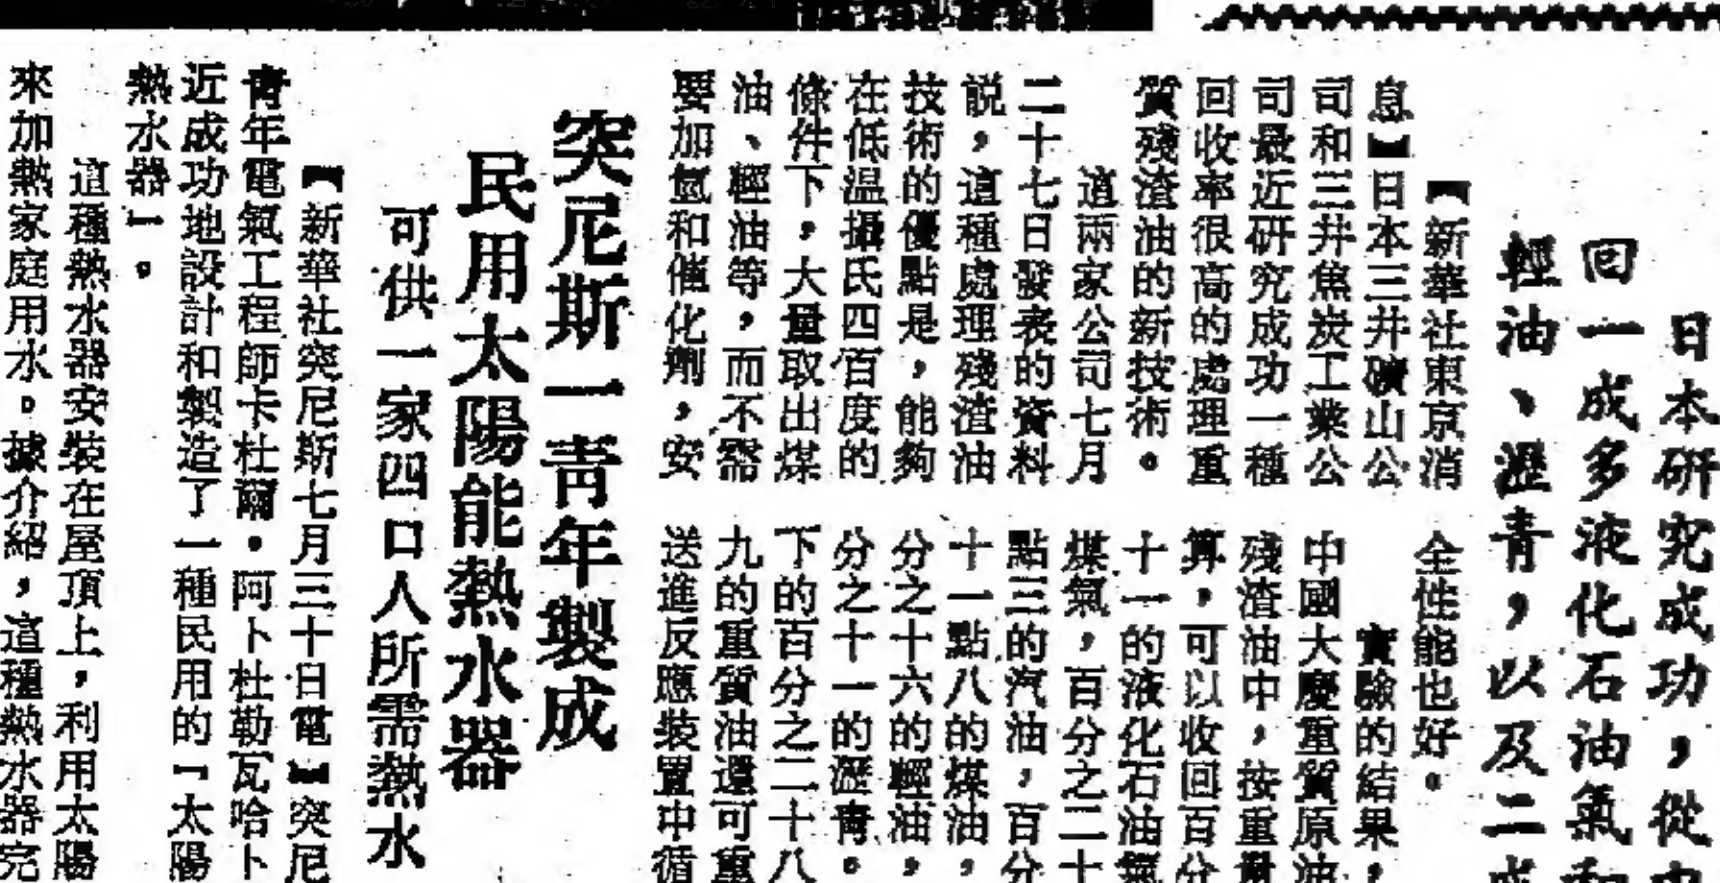 日本研究成功，從
回一成多液化石油氣
輕油、瀝青，以及二
【新華社東京消
息】日本三井礦山公
司和三井焦炭工業公
司最近研究成功一種
回收率很高的處理重
質殘渣油的新技術。
這兩家公司七月
二十七日發表的資料
説，這種處理殘渣油
技術的優點是，能夠
在低温攝氏四百度的
條件下，大量取出煤
油、輕油等，而不需
要加氫和催化劑，安
全性能也好。
實驗的結果，
中國大慶重質原油
殘渣油中，按重量
算，可以收回百分
十一的液化石油氣
煤氣，百分之二十
點三的汽油，百分
十一點八的煤油，
分之十六的輕油，
分之十一的瀝青。
下的百分之二十八
九的重質油還可重
送進反應裝置中循
突尼斯一青年製成
民用太陽能熱水器
可供一家四口人所需熱水
【新華社突尼斯七月三十日電】突尼
青年電氣工程師卡杜爾·阿卜杜勒瓦哈卜
近成功地設計和製造了一種民用的「太陽
熱水器」。
這種熱水器安裝在屋頂上，利用太陽
來加熱家庭用水。據介紹，這種熱水器完